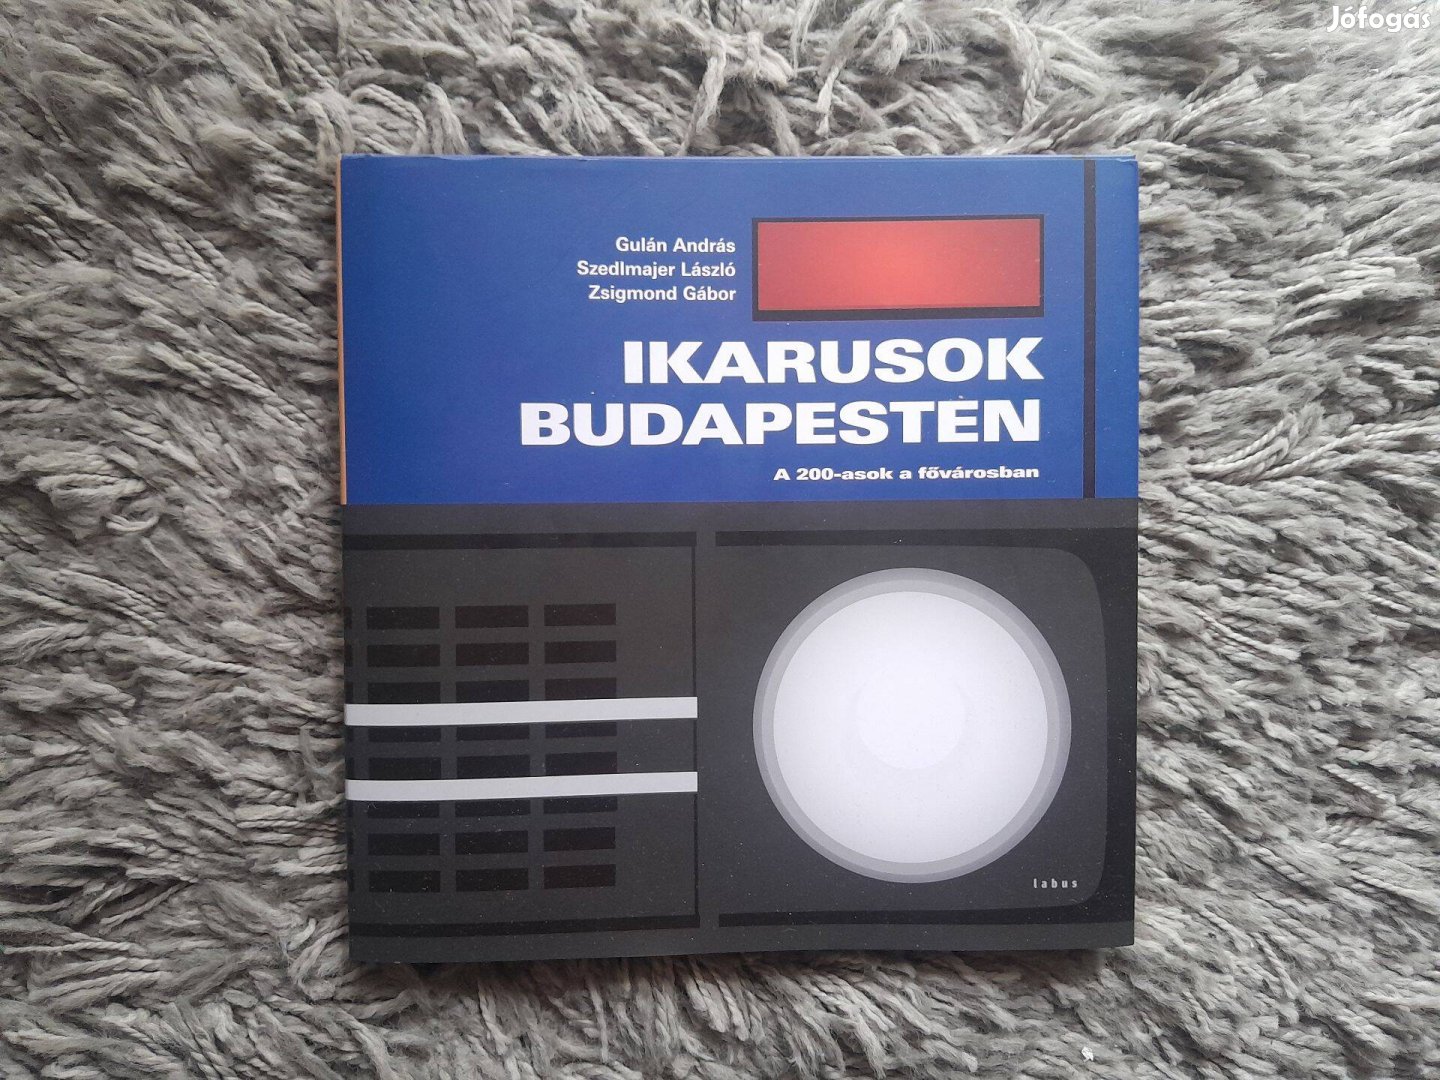 Jófogás
Gulán András
Szedlmajer László
Zsigmond Gábor
IKARUSOK
BUDAPESTEN
A 200-asok a fővárosban
labus